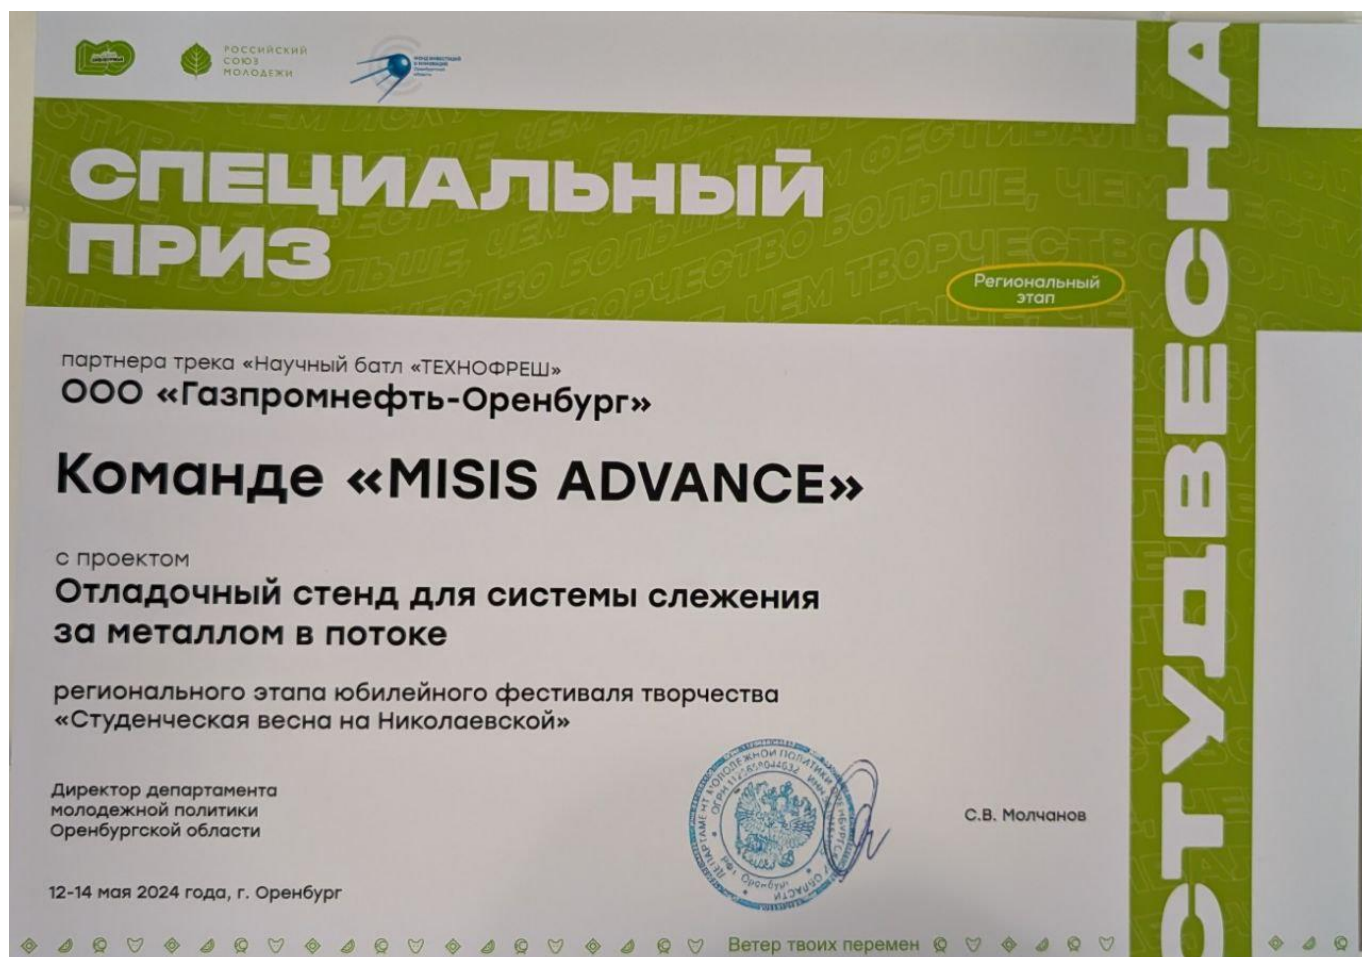 РОССИЙСКИЙ
СОЮЗ
МОЛОДЕЖИ
СПЕЦИАЛЬНЫЙ
ПРИЗ
Региональный
этап
партнера трека «Научный батл «ТЕХНОФРЕШ»
ООО «Газпромнефть-Оренбург»
Команде «MISIS ADVANCE»
с проектом
Отладочный стенд для системы слежения
за металлом в потоке
регионального этапа юбилейного фестиваля творчества
«Студенческая весна на Николаевской»
Директор департамента
молодежной политики
Оренбургской области
С.В. Молчанов
12-14 мая 2024 года, г. Оренбург
Ветер твоих перемен
СТУДВЕСНА